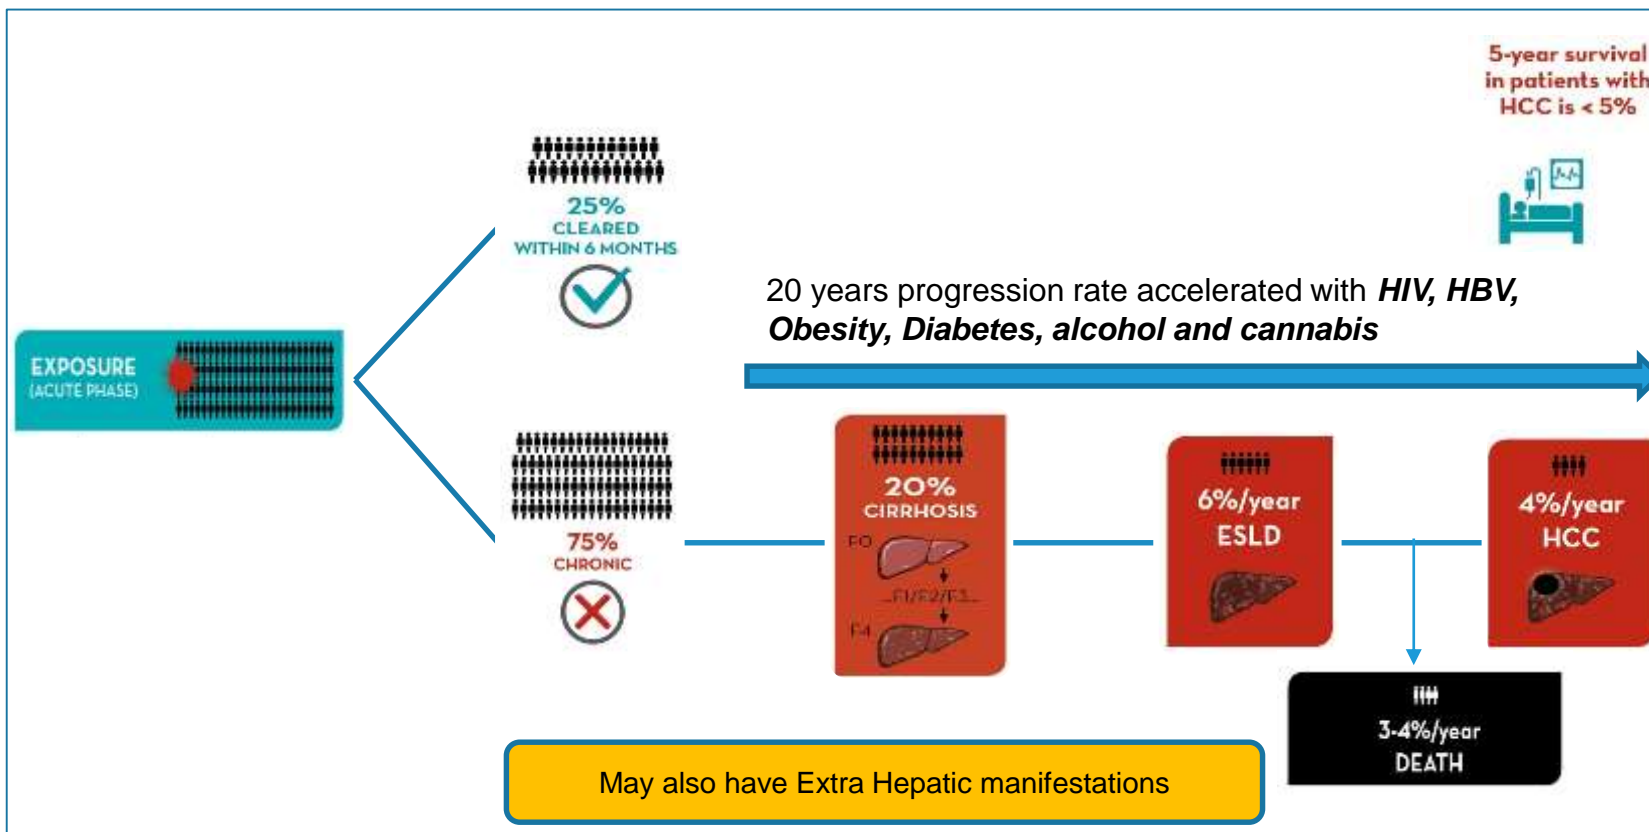 5-year survival
in patients with
HCC is < 5%
25%
CLEARED
WITHIN 6 MONTHS
20 years progression rate accelerated with HIV, HBV,
Obesity, Diabetes, alcohol and cannabis
EXPOSURE
(ACUTE PHASE)
75%
CHRONIC
20%
CIRRHOSIS
F0
F1/F2/F3
F4
6%/year
ESLD
4%/year
HCC
3-4%/year
DEATH
May also have Extra Hepatic manifestations